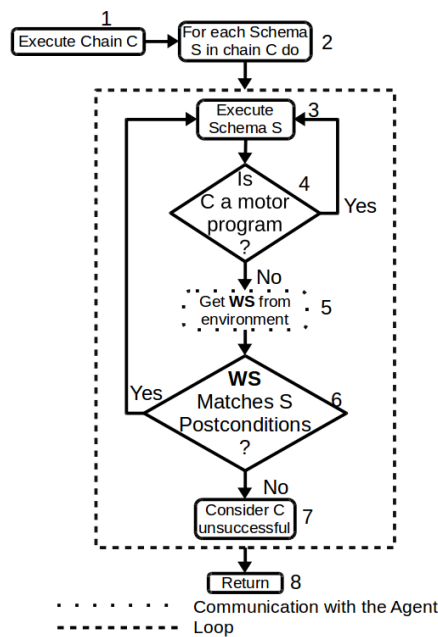 1
Execute Chain C
For each Schema
S in chain C do
2
Execute
Schema S
3
Is
C a motor
program
?
4
Yes
No
Get WS from
environment
5
WS
Matches S
Postconditions
?
6
Yes
No
Consider C
unsuccessful
7
Return
8
Communication with the Agent
Loop